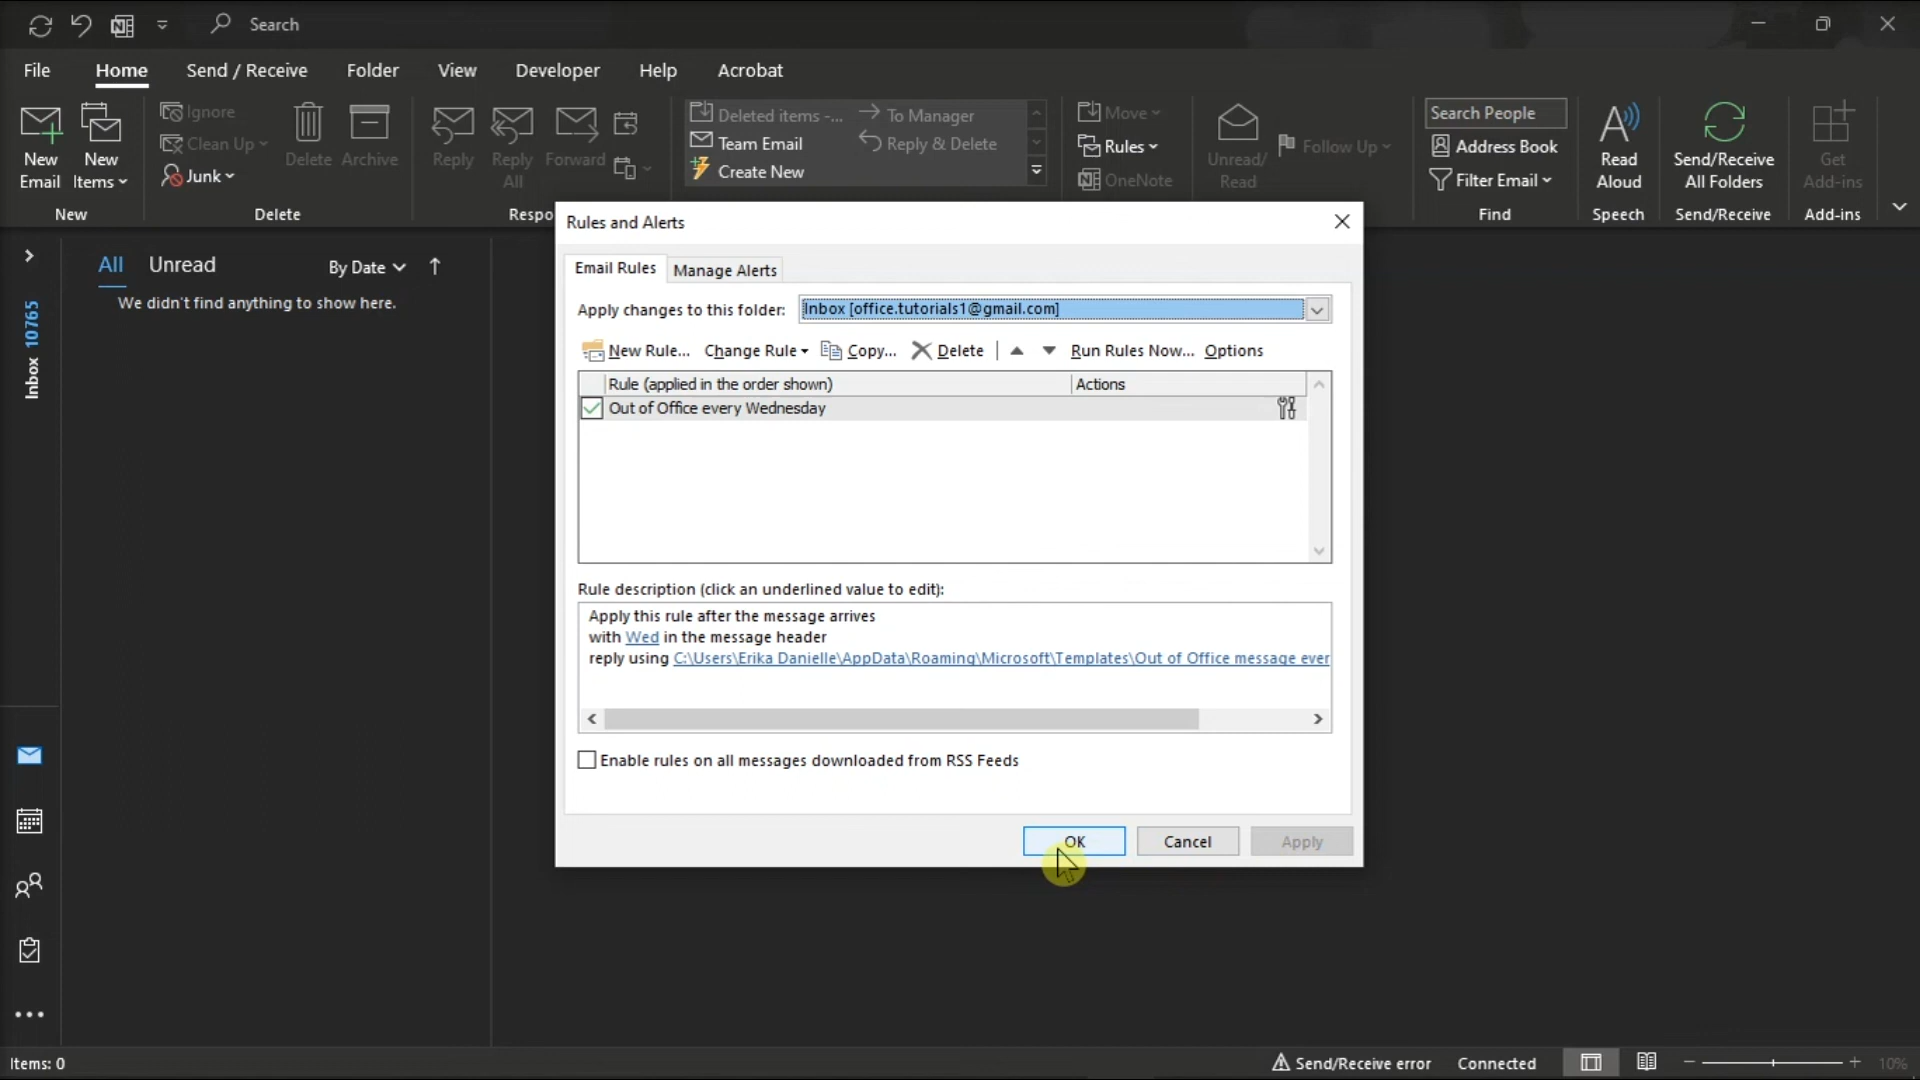 Search
File Home Send / Receive Folder View Developer Help Acrobat
New Email
New Items
New
Ignore
Clean Up
Junk
Delete
Archive
Delete
Reply
Reply All
Forward
Respo
Deleted items -...
Team Email
Create New
To Manager
Reply & Delete
Move
Rules
OneNote
Unread/ Read
Follow Up
Search People
Address Book
Filter Email
Find
Read Aloud
Speech
Send/Receive All Folders
Send/Receive
Get Add-ins
Add-ins
Inbox 10765
All Unread By Date
We didn't find anything to show here.
Rules and Alerts
Email Rules Manage Alerts
Apply changes to this folder: Inbox [office.tutorials1@gmail.com]
New Rule... Change Rule Copy... Delete Run Rules Now... Options
Rule (applied in the order shown) Actions
Out of Office every Wednesday
Rule description (click an underlined value to edit):
Apply this rule after the message arrives
with Wed in the message header
reply using C:\Users\Erika Danielle\AppData\Roaming\Microsoft\Templates\Out of Office message ever
Enable rules on all messages downloaded from RSS Feeds
OK Cancel Apply
Items: 0
Send/Receive error Connected 10%